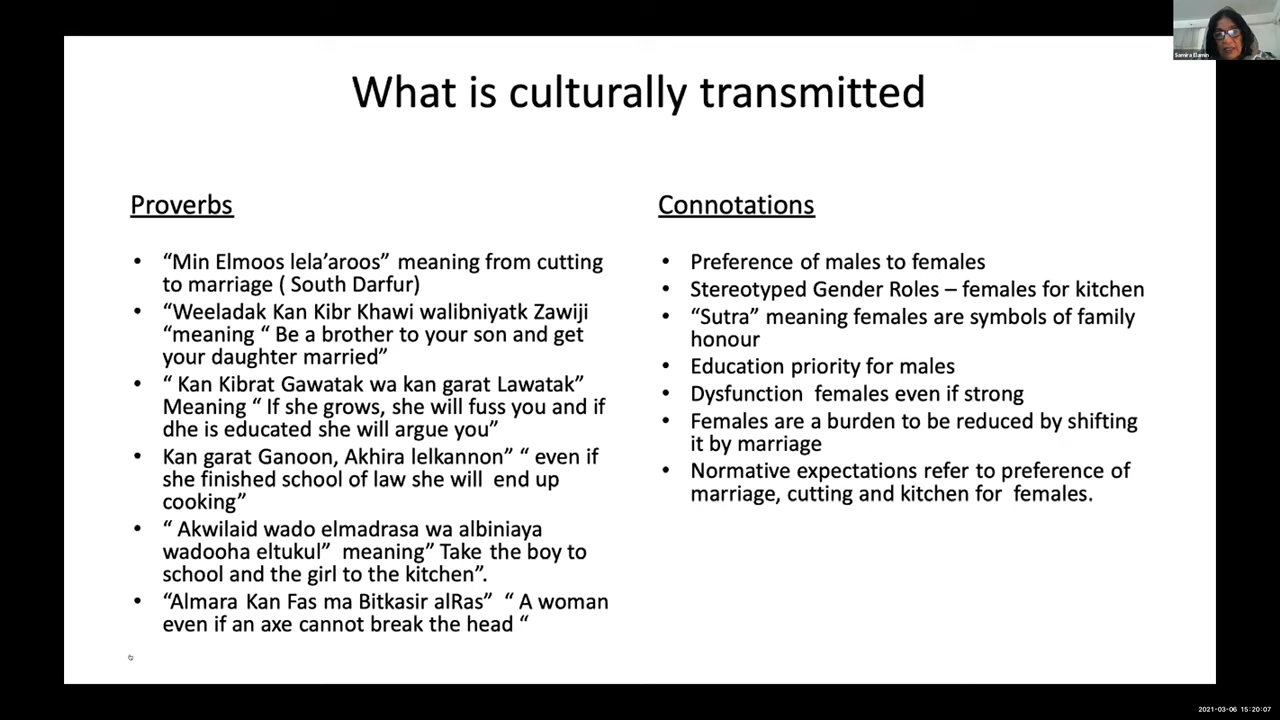 Samira Elamin
What is culturally transmitted
Proverbs
• “Min Elmoos lela’aroos” meaning from cutting
to marriage ( South Darfur)
• “Weeladak Kan Kibr Khawi walibniyatk Zawiji
“meaning “ Be a brother to your son and get
your daughter married”
• “ Kan Kibrat Gawatak wa kan garat Lawatak”
Meaning “ If she grows, she will fuss you and if
dhe is educated she will argue you”
• Kan garat Ganoon, Akhira lelkannon” “ even if
she finished school of law she will end up
cooking”
• “ Akwilaid wado elmadrasa wa albiniaya
wadooha eltukul” meaning” Take the boy to
school and the girl to the kitchen”.
• “Almara Kan Fas ma Bitkasir alRas” “ A woman
even if an axe cannot break the head “
Connotations
• Preference of males to females
• Stereotyped Gender Roles – females for kitchen
• “Sutra” meaning females are symbols of family
honour
• Education priority for males
• Dysfunction females even if strong
• Females are a burden to be reduced by shifting
it by marriage
• Normative expectations refer to preference of
marriage, cutting and kitchen for females.
2021-03-06 15:20:07